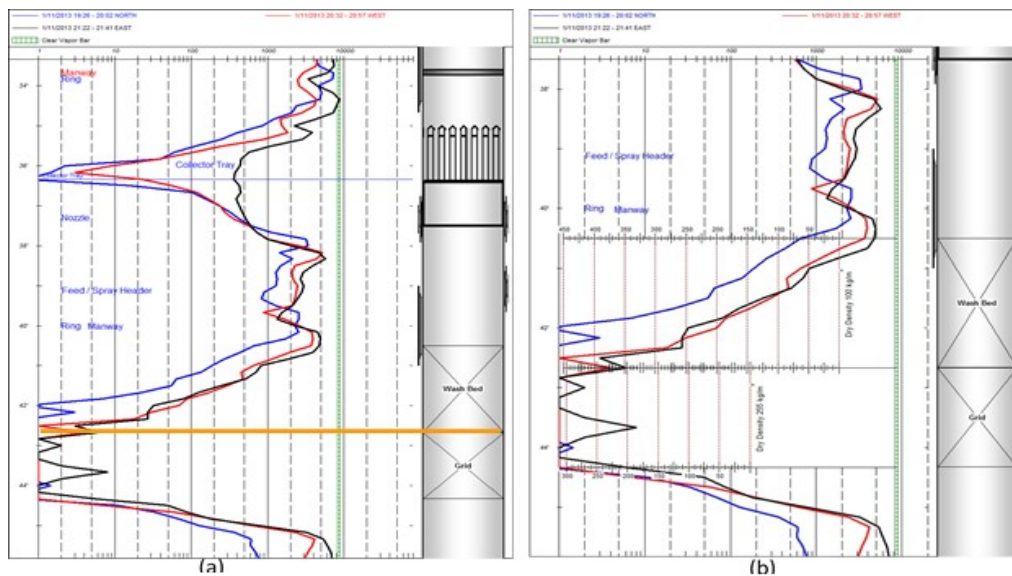 1/11/2013 19:26 - 20:02 NORTH
1/11/2013 20:32 - 20:57 WEST
1/11/2013 21:22 - 21:41 EAST
Clear Vapor Bar
1 10 100 1000 10000
34'
Manway
Ring
36'
Collector Tray
Nozzle
38'
Feed / Spray Header
40'
Ring Manway
Wash Bed
42'
Grid
44'
(a)
1/11/2013 19:26 - 20:02 NORTH
1/11/2013 20:32 - 20:57 WEST
1/11/2013 21:22 - 21:41 EAST
Clear Vapor Bar
10 100 1000 10000
38'
Feed / Spray Header
40'
Ring Manway
450 400 350 300 250 200 150 100 50
Dry Density 100 kg/m
Wash Bed
42'
Dry Density 255 kg/m
Grid
44'
300 250 200 150 100 50
(b)